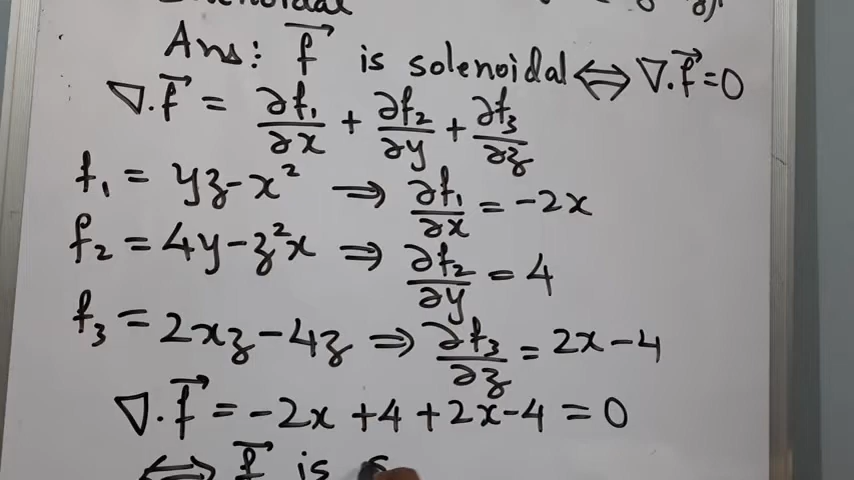 Ans: f⃗ is solenoidal ⟺ ∇.f⃗ = 0
∇.f⃗ = ∂f₁/∂x + ∂f₂/∂y + ∂f₃/∂z
f₁ = yz - x² ⟹ ∂f₁/∂x = -2x
f₂ = 4y - z²x ⟹ ∂f₂/∂y = 4
f₃ = 2xz - 4z ⟹ ∂f₃/∂z = 2x - 4
∇.f⃗ = -2x + 4 + 2x - 4 = 0
⟺ f⃗ is s